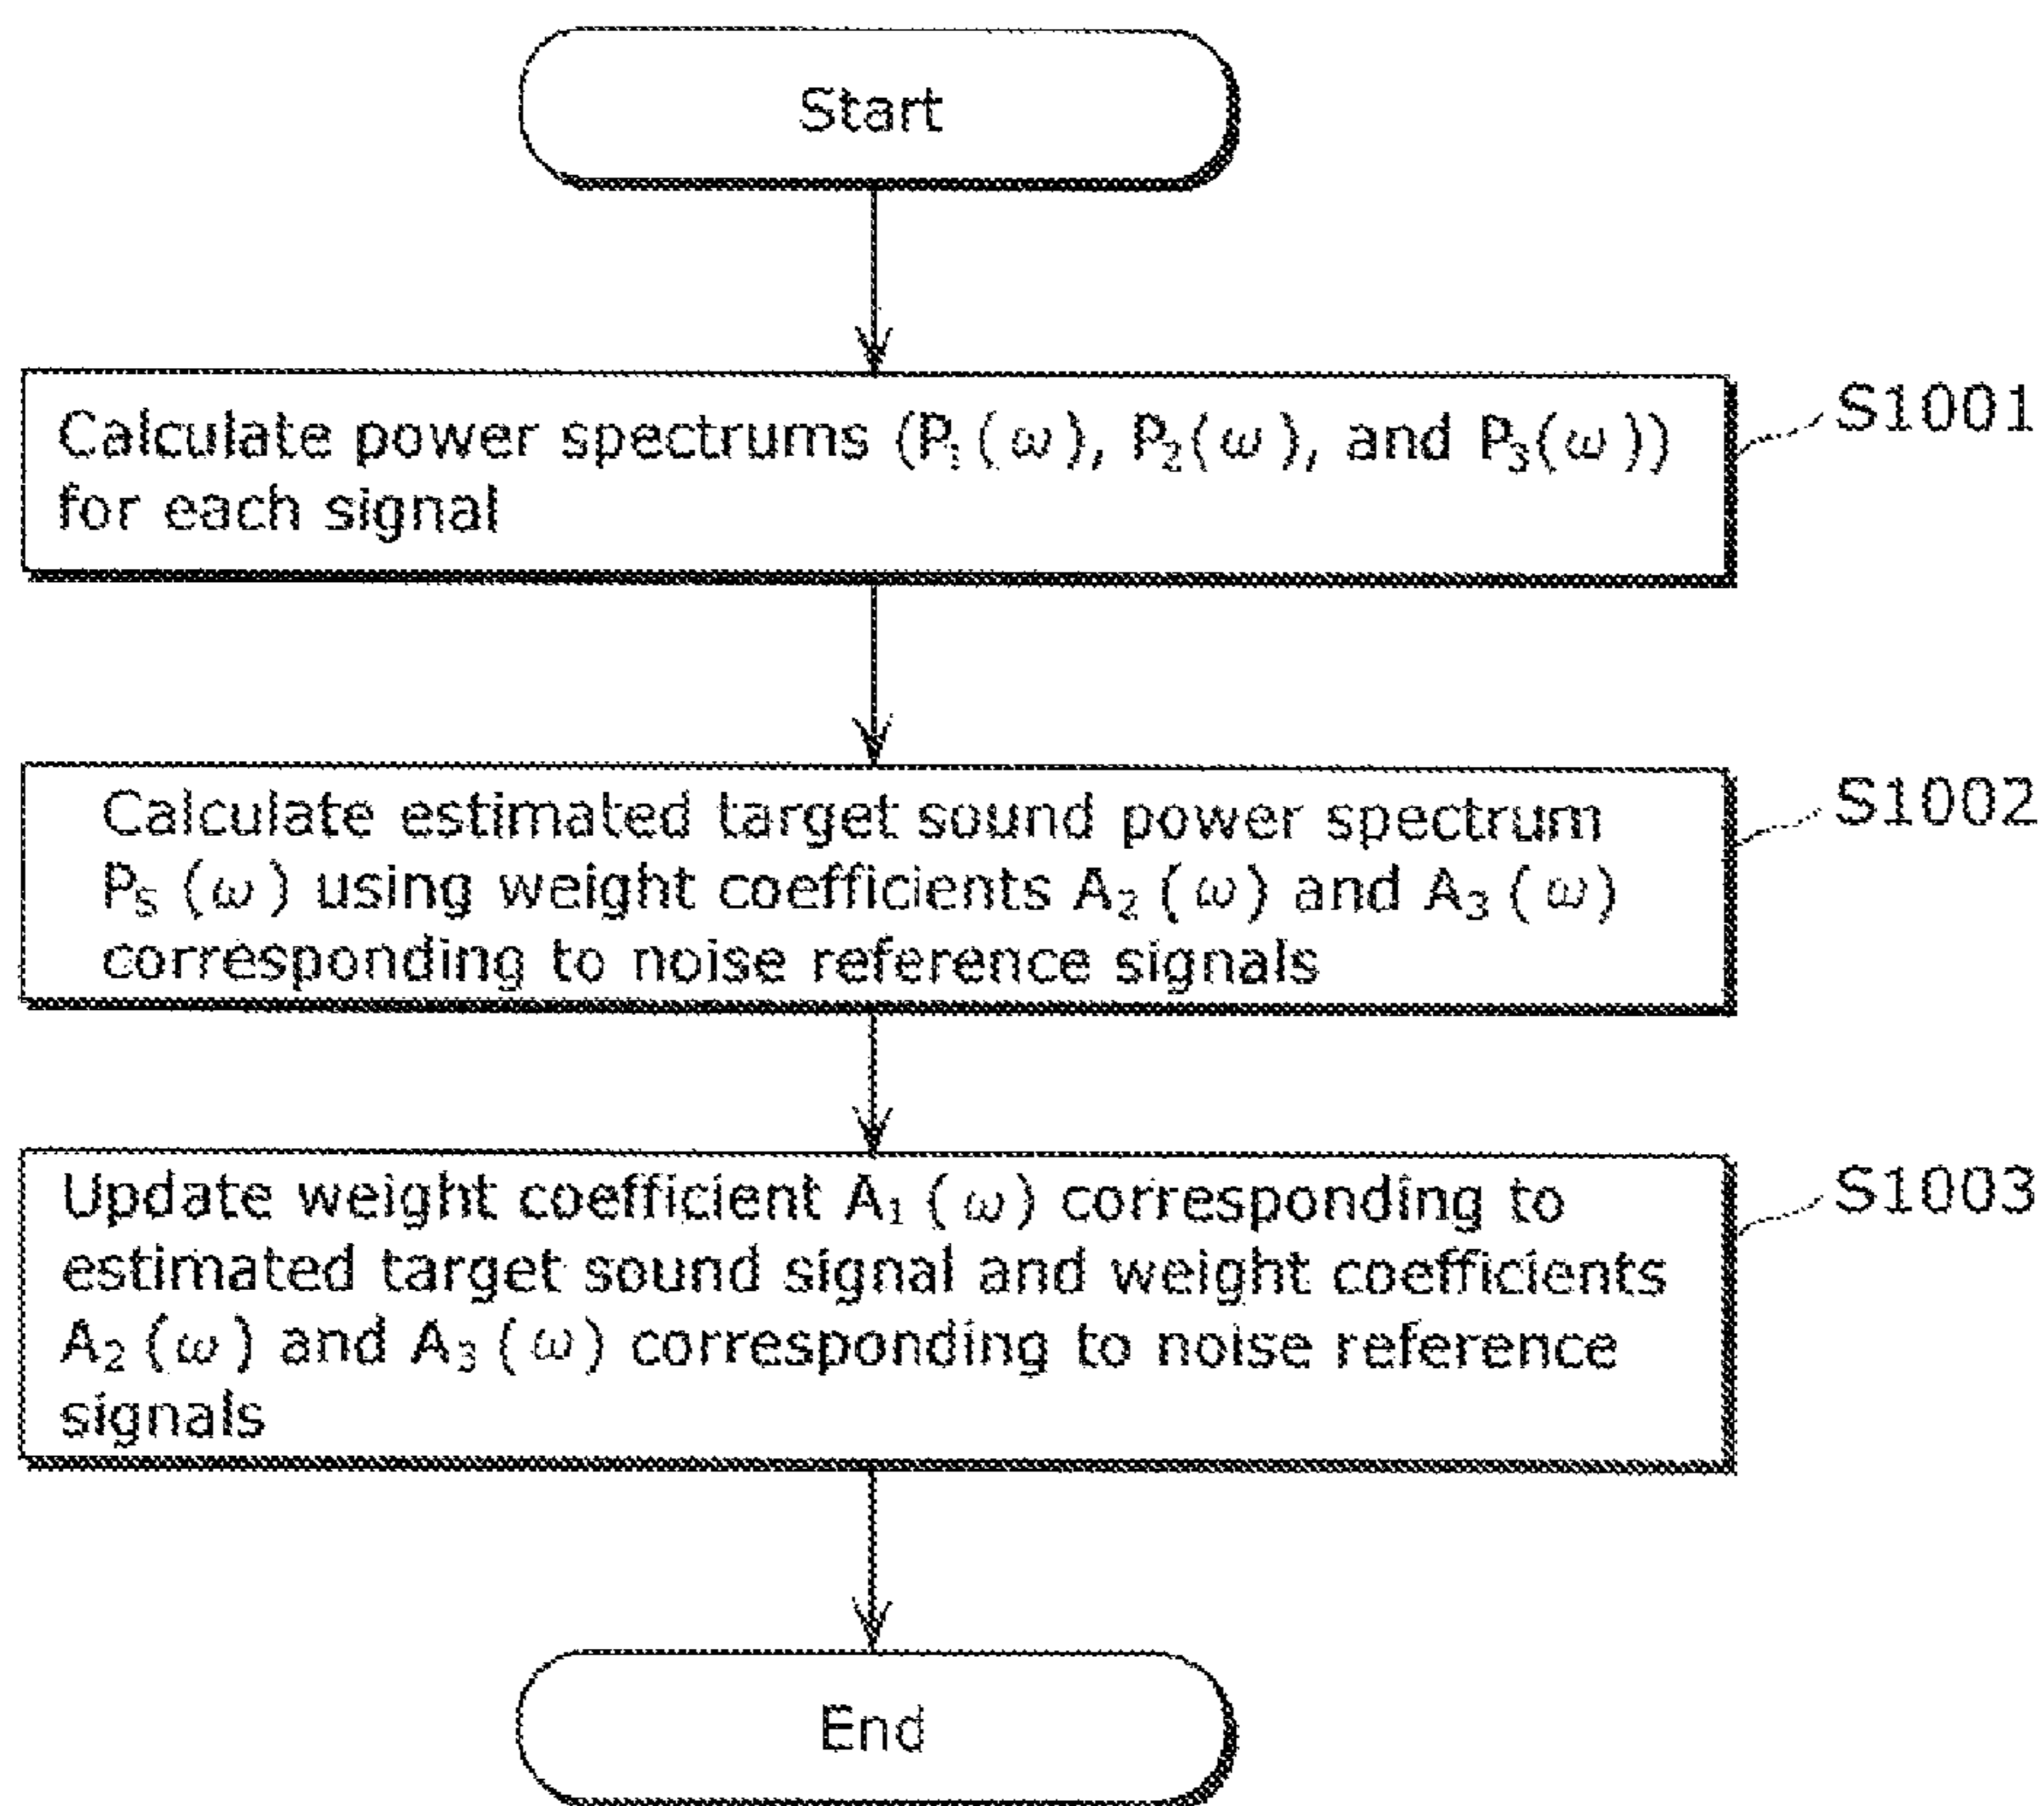 Start
Calculate power spectrums (P₁(ω), P₂(ω), and P₃(ω))
for each signal
S1001
Calculate estimated target sound power spectrum
P_S(ω) using weight coefficients A₂(ω) and A₃(ω)
corresponding to noise reference signals
S1002
Update weight coefficient A₁(ω) corresponding to
estimated target sound signal and weight coefficients
A₂(ω) and A₃(ω) corresponding to noise reference
signals
S1003
End